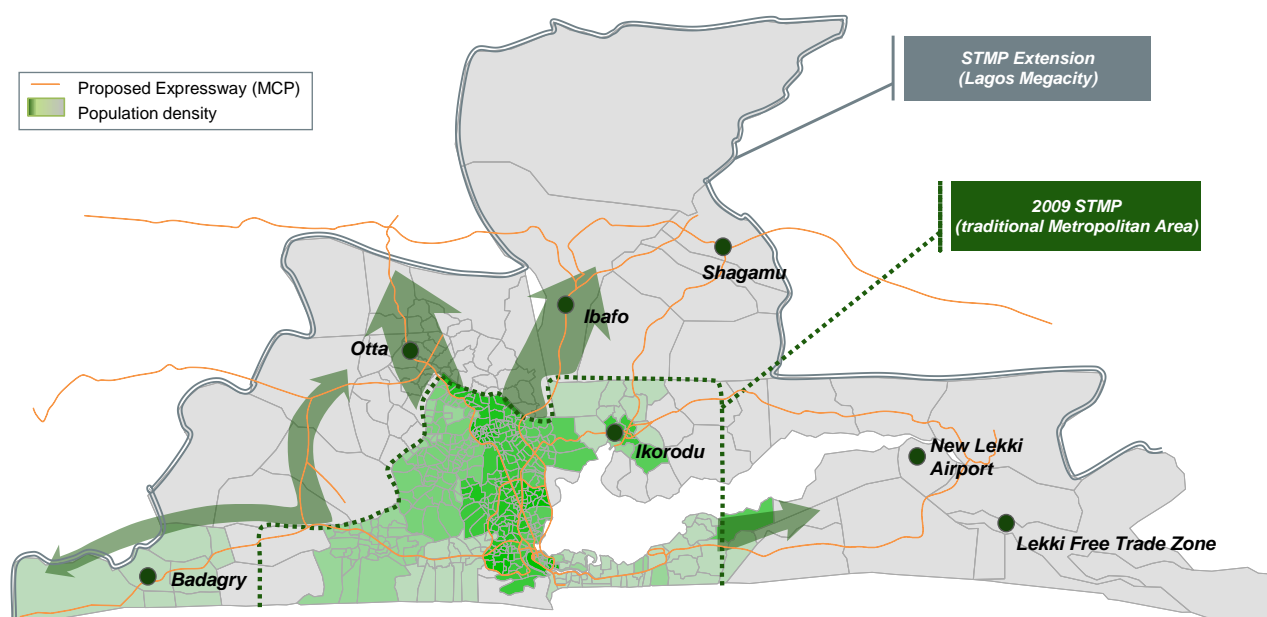 STMP Extension
(Lagos Megacity)
Proposed Expressway (MCP)
Population density
2009 STMP
(traditional Metropolitan Area)
Shagamu
Ibafo
Otta
Ikorodu
New Lekki
Airport
Lekki Free Trade Zone
Badagry